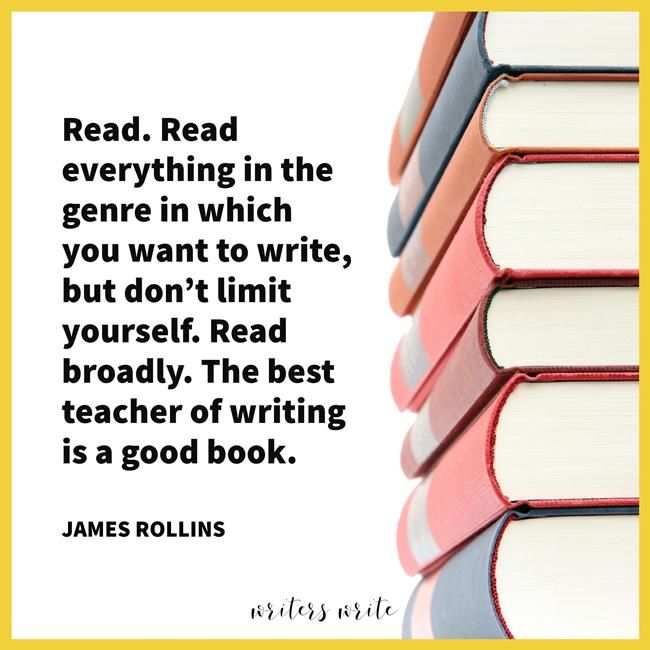 Read. Read
everything in the
genre in which
you want to write,
but don’t limit
yourself. Read
broadly. The best
teacher of writing
is a good book.
JAMES ROLLINS
writers write